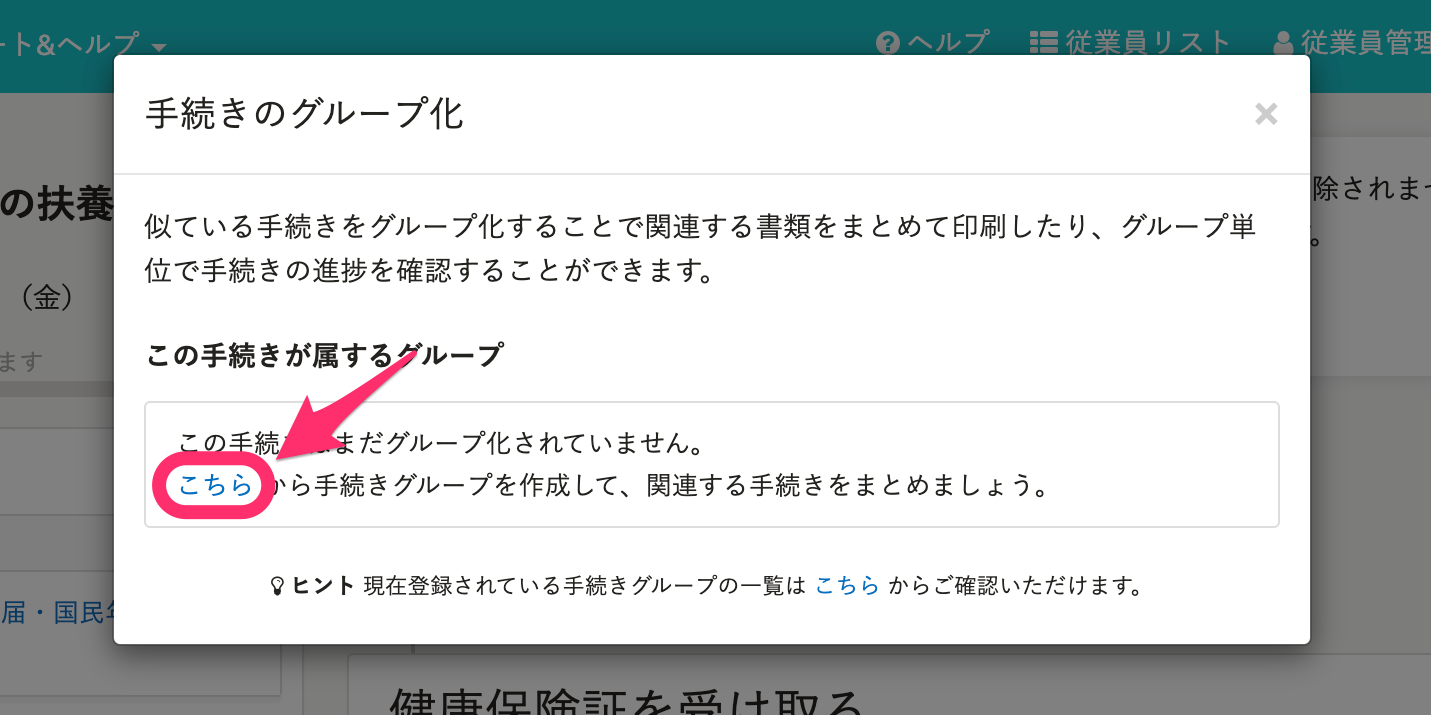 ート&ヘルプ
ヘルプ
従業員リスト
従業員管理
手続きのグループ化
×
の扶養
除されませ
似ている手続きをグループ化することで関連する書類をまとめて印刷したり、グループ単
位で手続きの進捗を確認することができます。
（金）
この手続きが属するグループ
ます
この手続きはまだグループ化されていません。
こちらから手続きグループを作成して、関連する手続きをまとめましょう。
ヒント 現在登録されている手続きグループの一覧は こちら からご確認いただけます。
届・国民年
健康保険証を受け取る